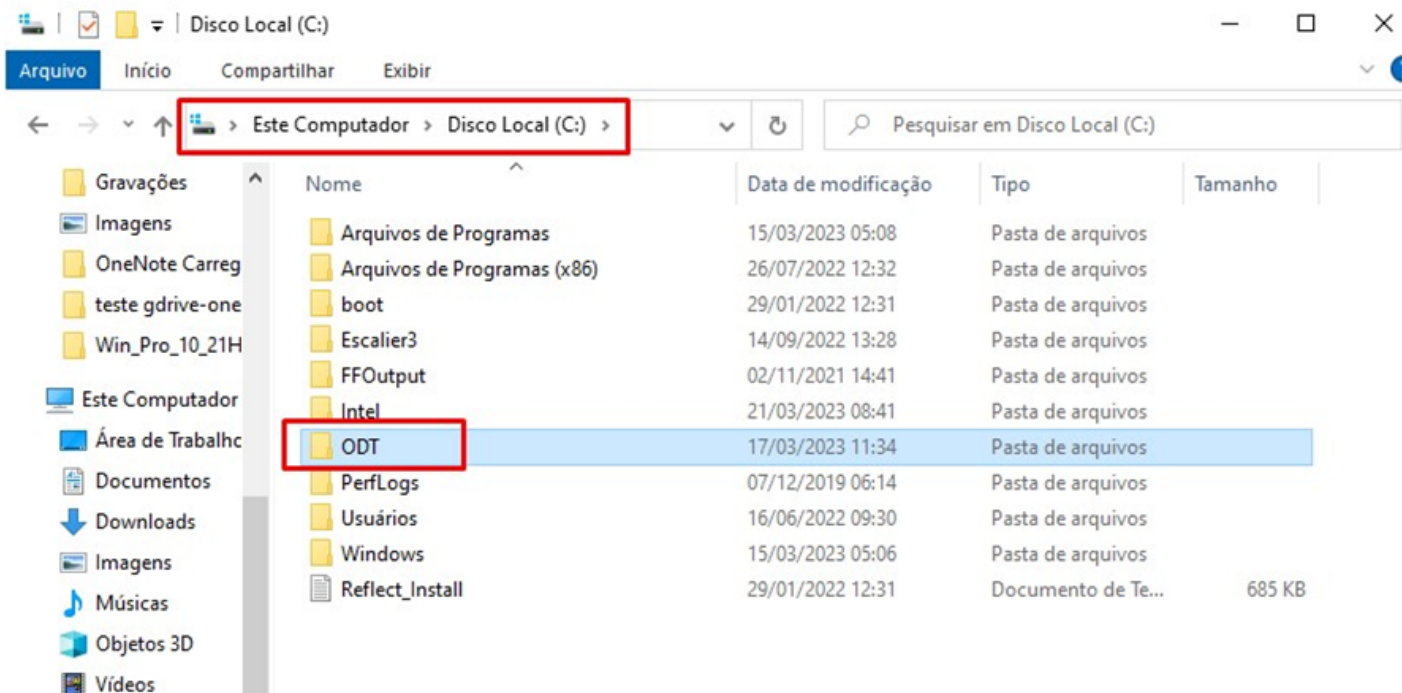 Disco Local (C:)
Arquivo Início Compartilhar Exibir
Este Computador > Disco Local (C:) > Pesquisar em Disco Local (C:)
Gravações
Imagens
OneNote Carreg
teste gdrive-one
Win_Pro_10_21H
Este Computador
Área de Trabalho
Documentos
Downloads
Imagens
Músicas
Objetos 3D
Vídeos
Nome Data de modificação Tipo Tamanho
Arquivos de Programas 15/03/2023 05:08 Pasta de arquivos
Arquivos de Programas (x86) 26/07/2022 12:32 Pasta de arquivos
boot 29/01/2022 12:31 Pasta de arquivos
Escalier3 14/09/2022 13:28 Pasta de arquivos
FFOutput 02/11/2021 14:41 Pasta de arquivos
Intel 21/03/2023 08:41 Pasta de arquivos
ODT 17/03/2023 11:34 Pasta de arquivos
PerfLogs 07/12/2019 06:14 Pasta de arquivos
Usuários 16/06/2022 09:30 Pasta de arquivos
Windows 15/03/2023 05:06 Pasta de arquivos
Reflect_Install 29/01/2022 12:31 Documento de Te... 685 KB